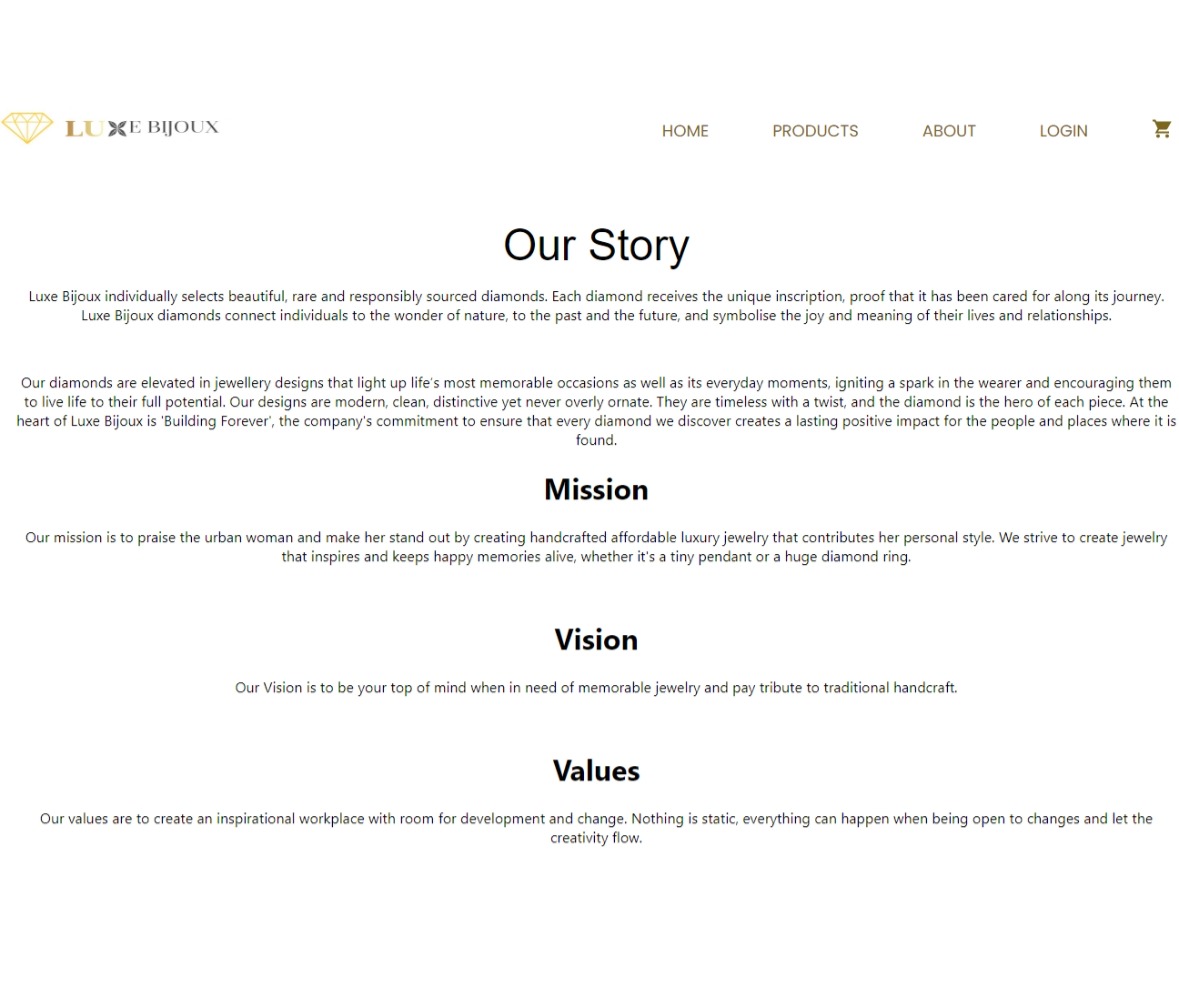 LUXE BIJOUX
HOME PRODUCTS ABOUT LOGIN
Our Story
Luxe Bijoux individually selects beautiful, rare and responsibly sourced diamonds. Each diamond receives the unique inscription, proof that it has been cared for along its journey.
Luxe Bijoux diamonds connect individuals to the wonder of nature, to the past and the future, and symbolise the joy and meaning of their lives and relationships.
Our diamonds are elevated in jewellery designs that light up life's most memorable occasions as well as its everyday moments, igniting a spark in the wearer and encouraging them
to live life to their full potential. Our designs are modern, clean, distinctive yet never overly ornate. They are timeless with a twist, and the diamond is the hero of each piece. At the
heart of Luxe Bijoux is 'Building Forever', the company's commitment to ensure that every diamond we discover creates a lasting positive impact for the people and places where it is
found.
Mission
Our mission is to praise the urban woman and make her stand out by creating handcrafted affordable luxury jewelry that contributes her personal style. We strive to create jewelry
that inspires and keeps happy memories alive, whether it's a tiny pendant or a huge diamond ring.
Vision
Our Vision is to be your top of mind when in need of memorable jewelry and pay tribute to traditional handcraft.
Values
Our values are to create an inspirational workplace with room for development and change. Nothing is static, everything can happen when being open to changes and let the
creativity flow.